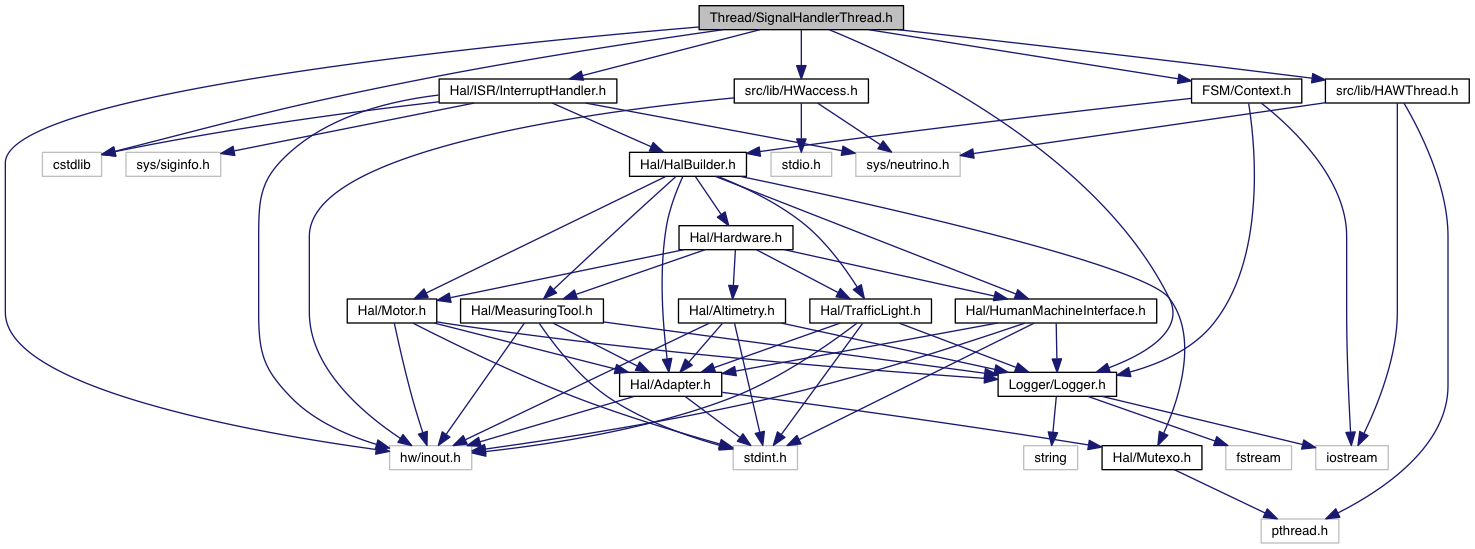 Thread/SignalHandlerThread.h
Hal/ISR/InterruptHandler.h
src/lib/HWaccess.h
FSM/Context.h
src/lib/HAWThread.h
cstdlib
sys/siginfo.h
Hal/HalBuilder.h
stdio.h
sys/neutrino.h
Hal/Hardware.h
Hal/Motor.h
Hal/MeasuringTool.h
Hal/Altimetry.h
Hal/TrafficLight.h
Hal/HumanMachineInterface.h
Hal/Adapter.h
Logger/Logger.h
hw/inout.h
stdint.h
string
Hal/Mutexo.h
fstream
iostream
pthread.h